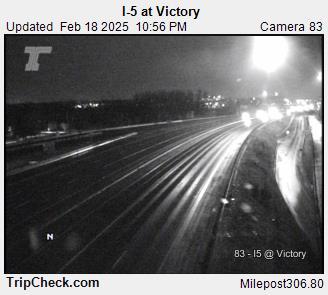 I-5 at Victory
Updated Feb 18 2025 10:56 PM Camera 83
T
N
83 - I5 @ Victory
TripCheck.com Milepost306.80